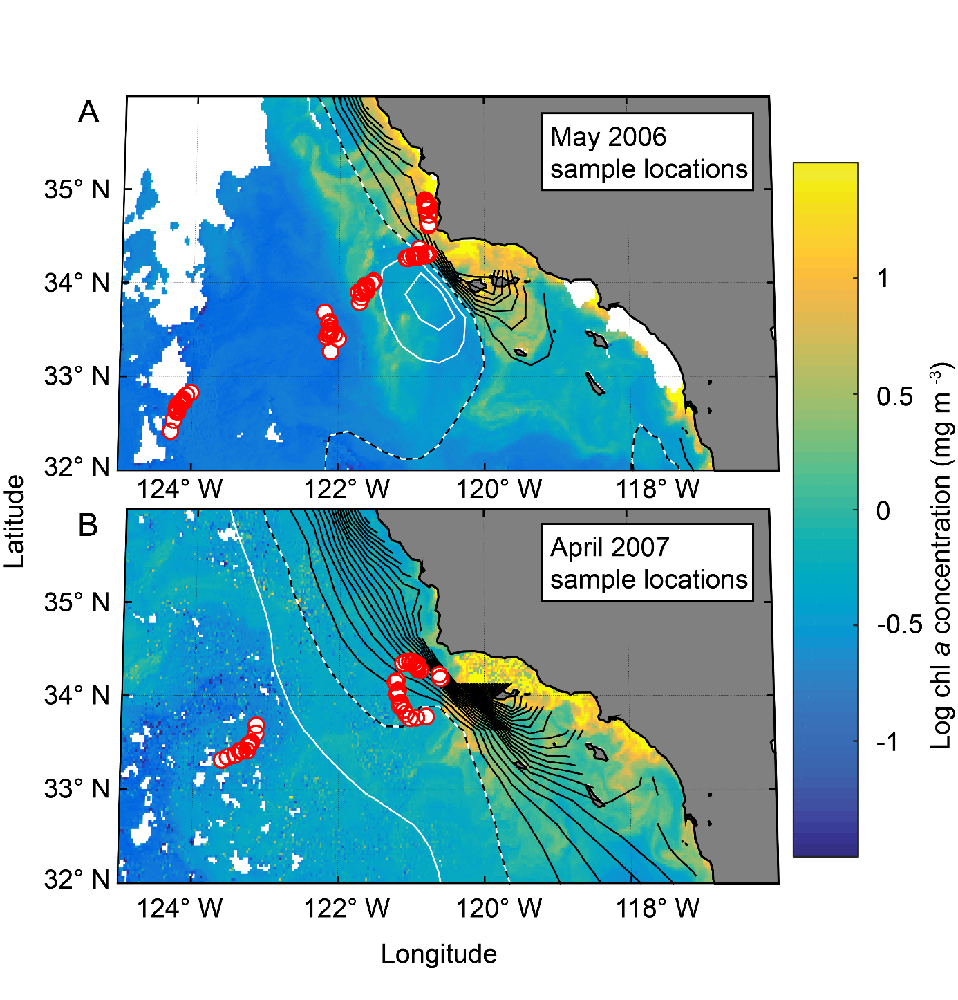 A
May 2006
sample locations
35° N
34° N
33° N
32° N
124° W
122° W
120° W
118° W
B
April 2007
sample locations
35° N
34° N
33° N
32° N
124° W
122° W
120° W
118° W
Latitude
Longitude
1
0.5
0
-0.5
-1
Log chl a concentration (mg m -3)